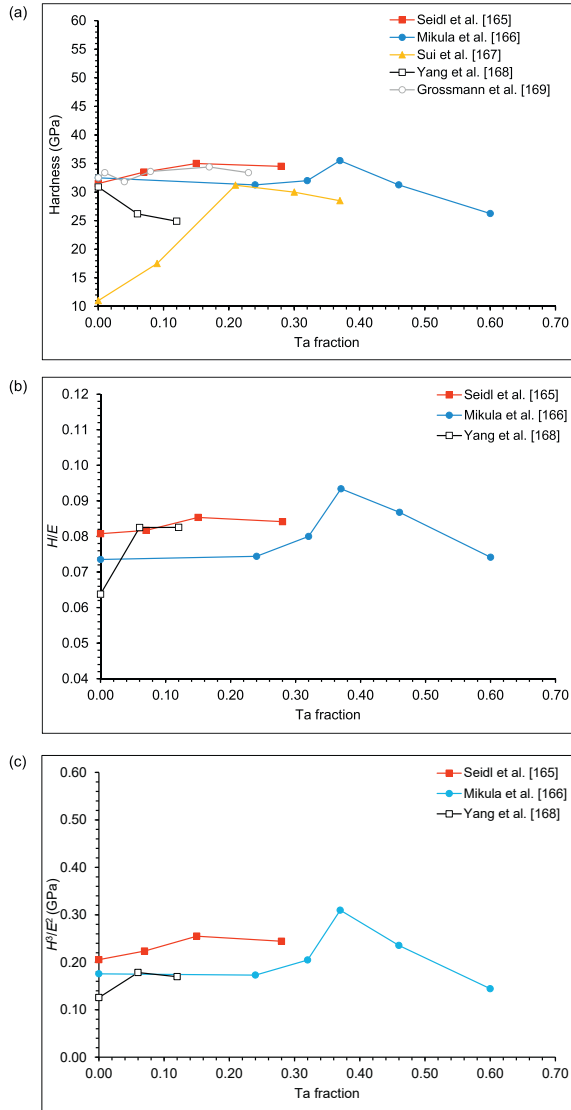 (a)
60
55
50
45
40
35
30
25
20
15
10
Hardness (GPa)
0.00 0.10 0.20 0.30 0.40 0.50 0.60 0.70
Ta fraction
Seidl et al. [165]
Mikula et al. [166]
Sui et al. [167]
Yang et al. [168]
Grossmann et al. [169]
(b)
0.12
0.11
0.10
0.09
0.08
0.07
0.06
0.05
0.04
H/E
0.00 0.10 0.20 0.30 0.40 0.50 0.60 0.70
Ta fraction
Seidl et al. [165]
Mikula et al. [166]
Yang et al. [168]
(c)
0.60
0.50
0.40
0.30
0.20
0.10
0.00
H³/E² (GPa)
0.00 0.10 0.20 0.30 0.40 0.50 0.60 0.70
Ta fraction
Seidl et al. [165]
Mikula et al. [166]
Yang et al. [168]